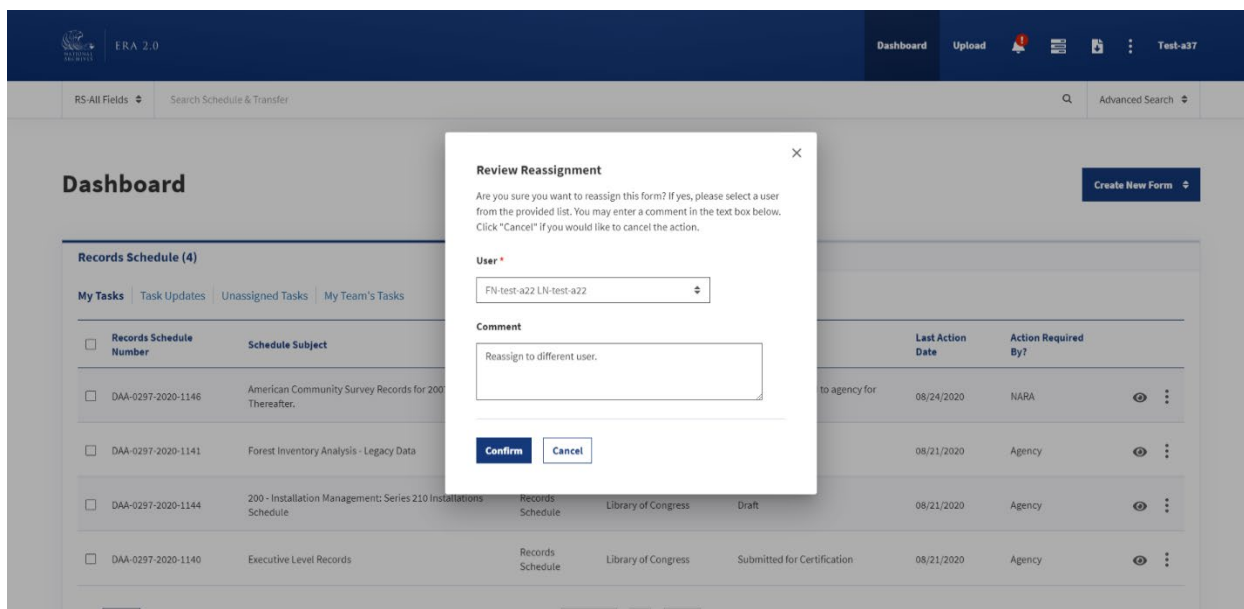 NATIONAL
ARCHIVES
ERA 2.0
Dashboard
Upload
Test-a37
RS-All Fields
Search Schedule & Transfer
Advanced Search
Dashboard
Create New Form
Review Reassignment
Are you sure you want to reassign this form? If yes, please select a user
from the provided list. You may enter a comment in the text box below.
Click "Cancel" if you would like to cancel the action.
User *
FN-test-a22 LN-test-a22
Comment
Reassign to different user.
Confirm
Cancel
Records Schedule (4)
My Tasks
Task Updates
Unassigned Tasks
My Team's Tasks
Records Schedule
Number
Schedule Subject
Last Action
Date
Action Required
By?
DAA-0297-2020-1146
American Community Survey Records for 200
Thereafter.
to agency for
08/24/2020
NARA
DAA-0297-2020-1141
Forest Inventory Analysis - Legacy Data
08/21/2020
Agency
DAA-0297-2020-1144
200 - Installation Management: Series 210 Installations
Schedule
Records
Schedule
Library of Congress
Draft
08/21/2020
Agency
DAA-0297-2020-1140
Executive Level Records
Records
Schedule
Library of Congress
Submitted for Certification
08/21/2020
Agency